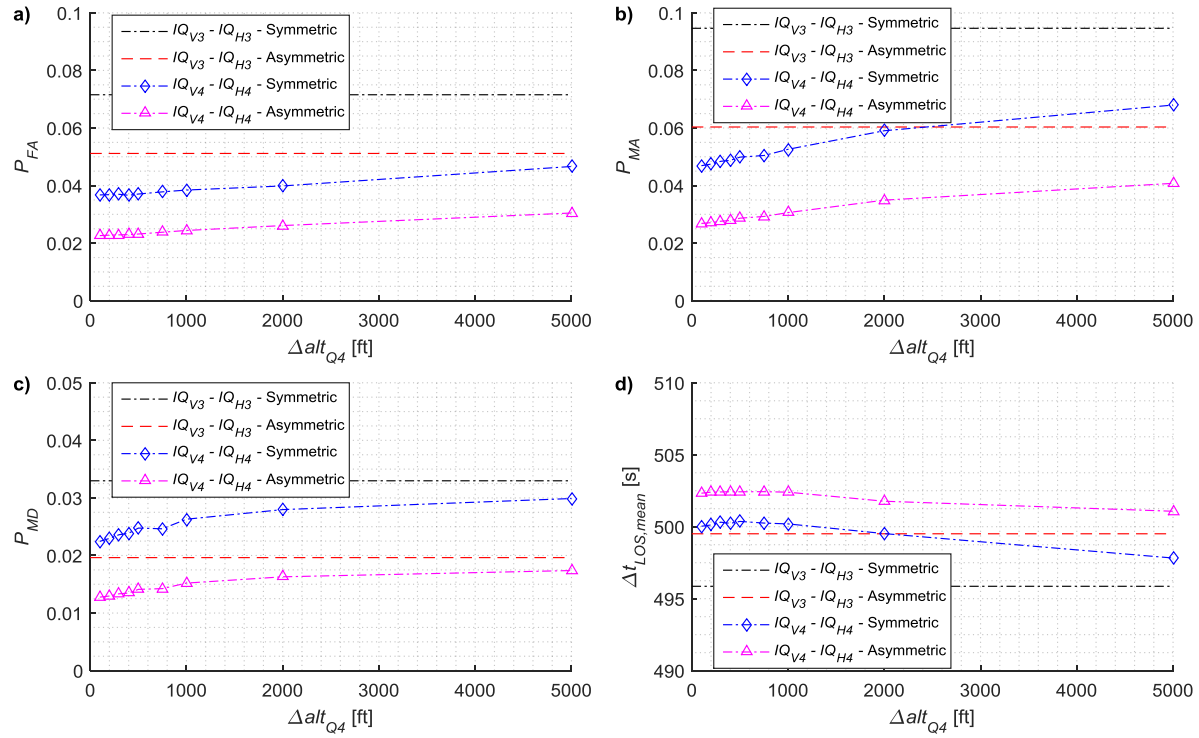 a)
0.1
0.08
0.06
0.04
0.02
0
P_FA
IQ_V3 - IQ_H3 - Symmetric
IQ_V3 - IQ_H3 - Asymmetric
IQ_V4 - IQ_H4 - Symmetric
IQ_V4 - IQ_H4 - Asymmetric
0 1000 2000 3000 4000 5000
Δalt_Q4 [ft]
b)
0.1
0.08
0.06
0.04
0.02
0
P_MA
IQ_V3 - IQ_H3 - Symmetric
IQ_V3 - IQ_H3 - Asymmetric
IQ_V4 - IQ_H4 - Symmetric
IQ_V4 - IQ_H4 - Asymmetric
0 1000 2000 3000 4000 5000
Δalt_Q4 [ft]
c)
0.05
0.04
0.03
0.02
0.01
0
P_MD
IQ_V3 - IQ_H3 - Symmetric
IQ_V3 - IQ_H3 - Asymmetric
IQ_V4 - IQ_H4 - Symmetric
IQ_V4 - IQ_H4 - Asymmetric
0 1000 2000 3000 4000 5000
Δalt_Q4 [ft]
d)
510
505
500
495
490
Δt_LOS,mean [s]
IQ_V3 - IQ_H3 - Symmetric
IQ_V3 - IQ_H3 - Asymmetric
IQ_V4 - IQ_H4 - Symmetric
IQ_V4 - IQ_H4 - Asymmetric
0 1000 2000 3000 4000 5000
Δalt_Q4 [ft]